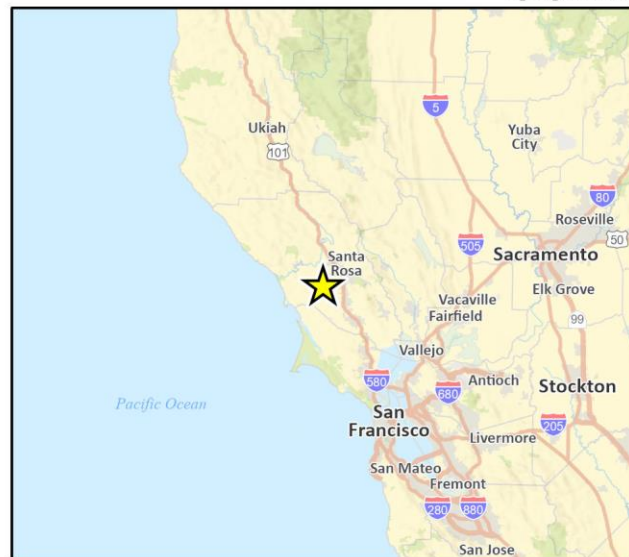 5
Ukiah
101
Yuba
City
80
Roseville
50
505
Santa
Rosa
Sacramento
Elk Grove
Vacaville
Fairfield
99
Vallejo
580
Antioch
680
Stockton
Pacific Ocean
San
Francisco
205
Livermore
San Mateo
Fremont
280
880
San Jose